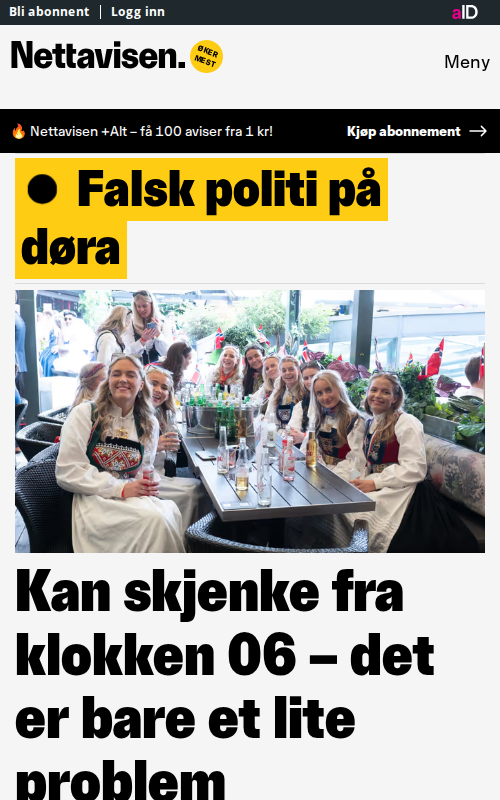 Bli abonnent | Logg inn
aID
Nettavisen.
ØKER
MEST
Meny
🔥 Nettavisen +Alt – få 100 aviser fra 1 kr!
Kjøp abonnement →
● Falsk politi på
døra
Kan skjenke fra
klokken 06 – det
er bare et lite
problem